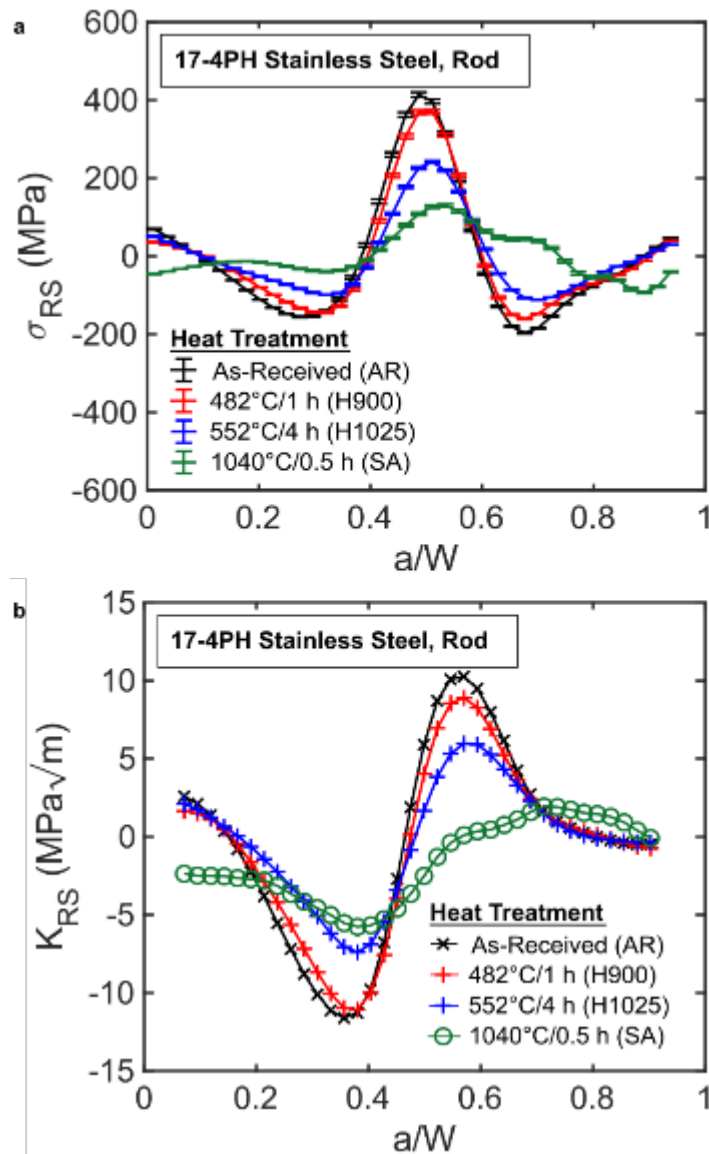 a
600
400
200
0
-200
-400
-600
σRS (MPa)
17-4PH Stainless Steel, Rod
Heat Treatment
As-Received (AR)
482°C/1 h (H900)
552°C/4 h (H1025)
1040°C/0.5 h (SA)
0 0.2 0.4 0.6 0.8 1
a/W
b
15
10
5
0
-5
-10
-15
KRS (MPa√m)
17-4PH Stainless Steel, Rod
Heat Treatment
As-Received (AR)
482°C/1 h (H900)
552°C/4 h (H1025)
1040°C/0.5 h (SA)
0 0.2 0.4 0.6 0.8 1
a/W